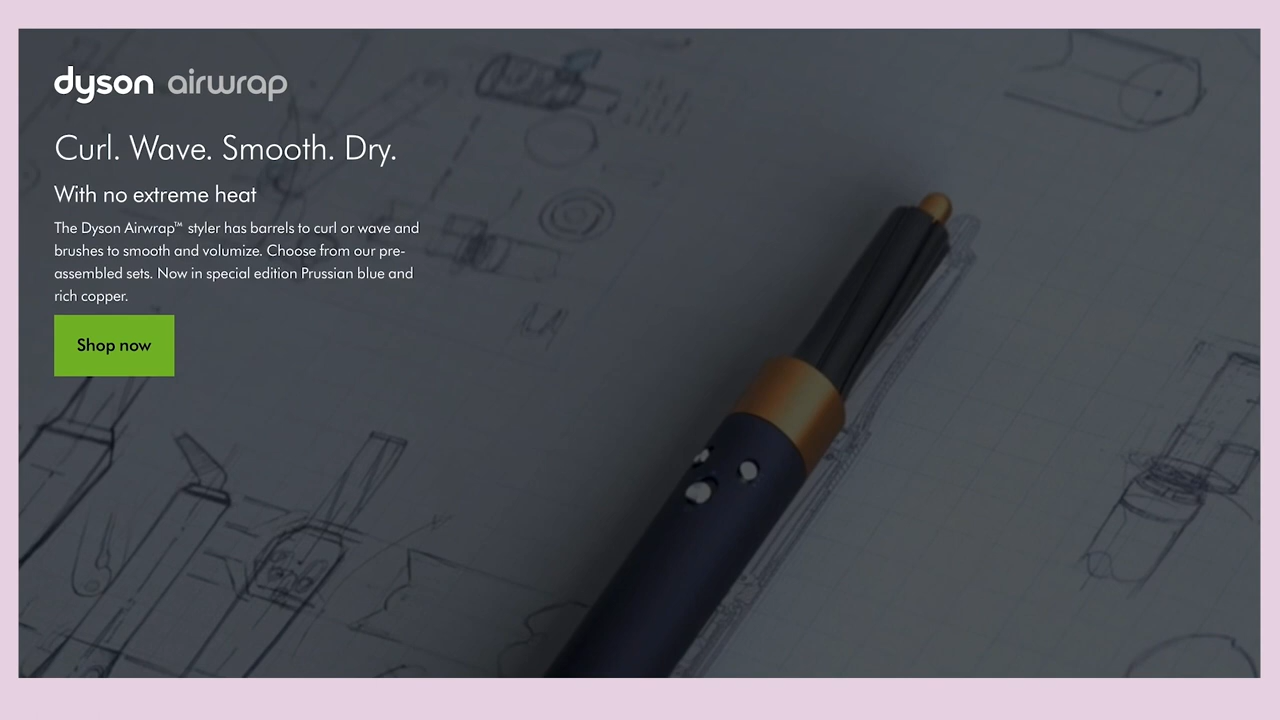 dyson airwrap
Curl. Wave. Smooth. Dry.
With no extreme heat
The Dyson Airwrap™ styler has barrels to curl or wave and
brushes to smooth and volumize. Choose from our pre-
assembled sets. Now in special edition Prussian blue and
rich copper.
Shop now